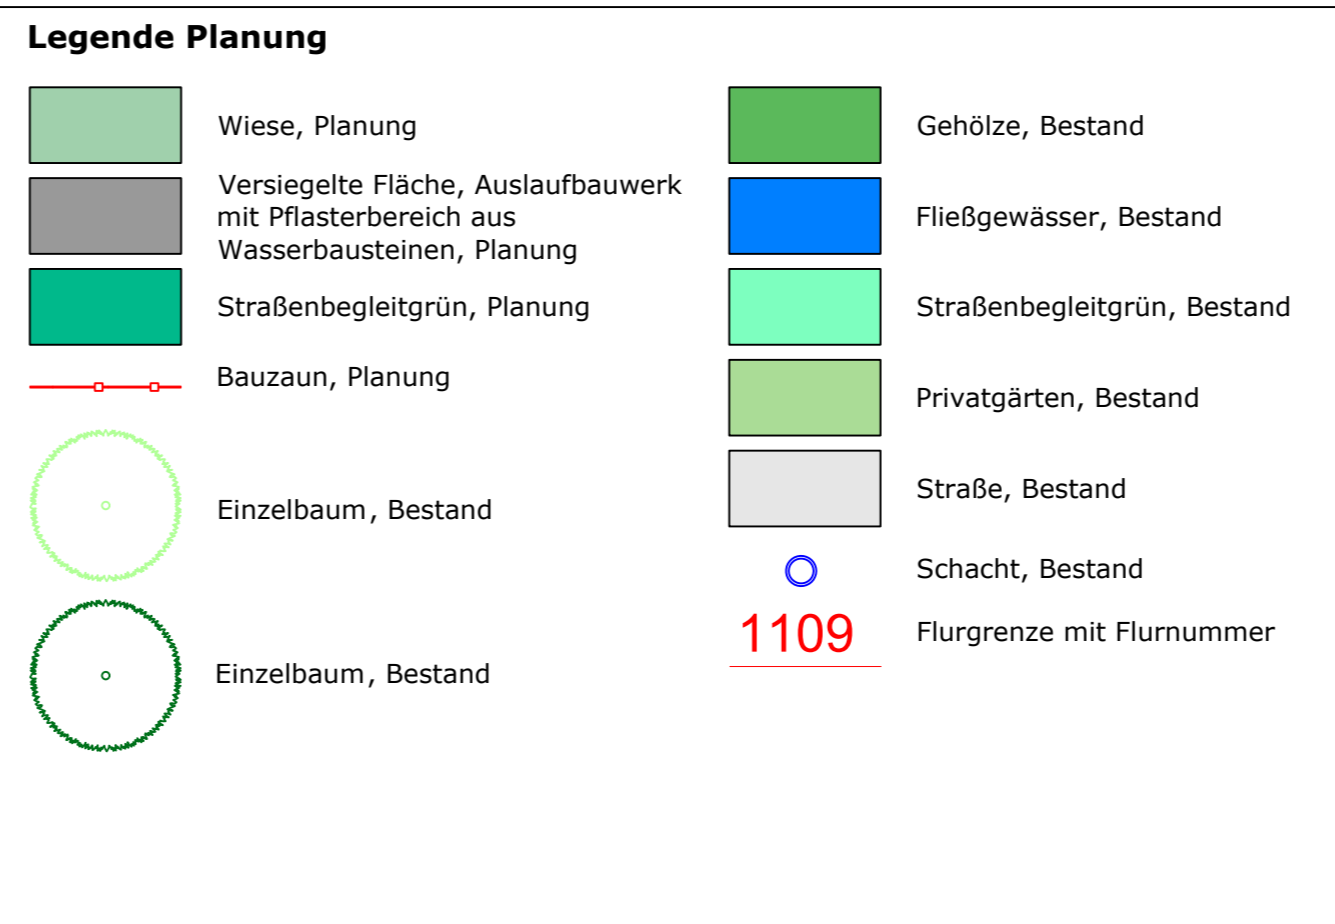 Legende Planung
Wiese, Planung
Versiegelte Fläche, Auslaufbauwerk
mit Pflasterbereich aus
Wasserbausteinen, Planung
Straßenbegleitgrün, Planung
Bauzaun, Planung
Einzelbaum, Bestand
Einzelbaum, Bestand
Gehölze, Bestand
Fließgewässer, Bestand
Straßenbegleitgrün, Bestand
Privatgärten, Bestand
Straße, Bestand
Schacht, Bestand
1109 Flurgrenze mit Flurnummer